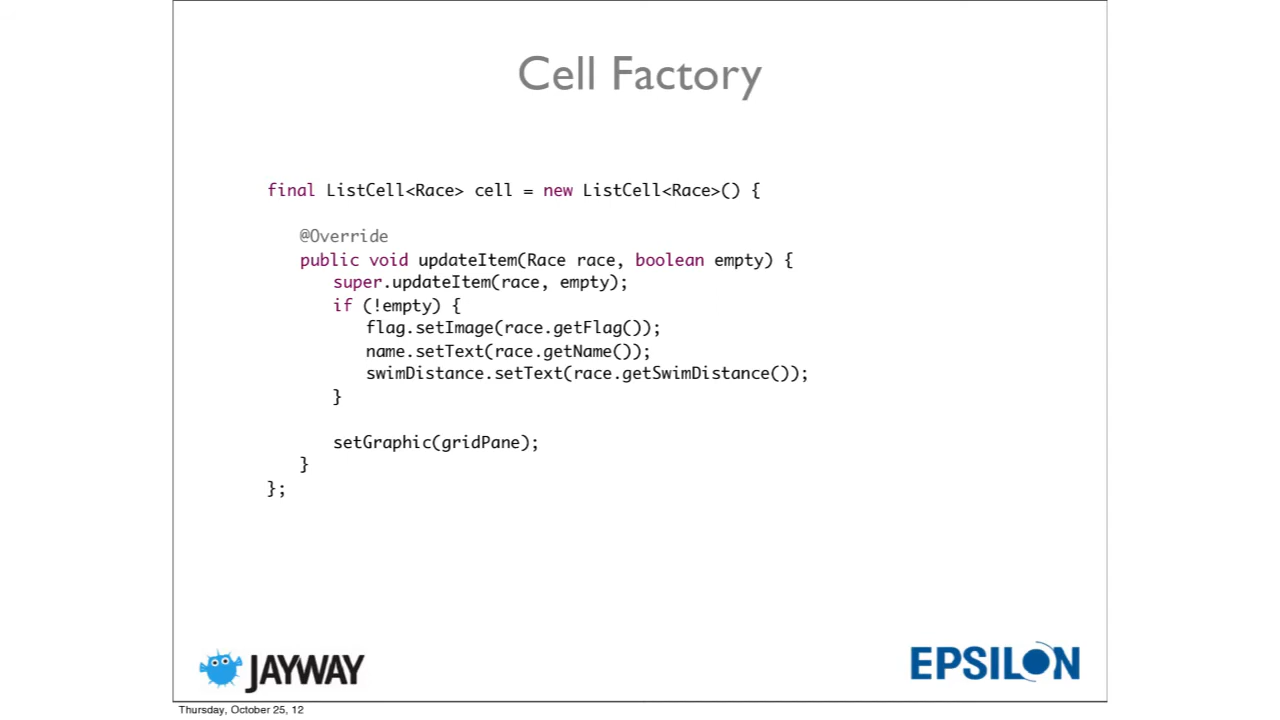 Cell Factory
final ListCell<Race> cell = new ListCell<Race>() {
@Override
public void updateItem(Race race, boolean empty) {
super.updateItem(race, empty);
if (!empty) {
flag.setImage(race.getFlag());
name.setText(race.getName());
swimDistance.setText(race.getSwimDistance());
}
setGraphic(gridPane);
}
};
JAYWAY
EPSILON
Thursday, October 25, 12